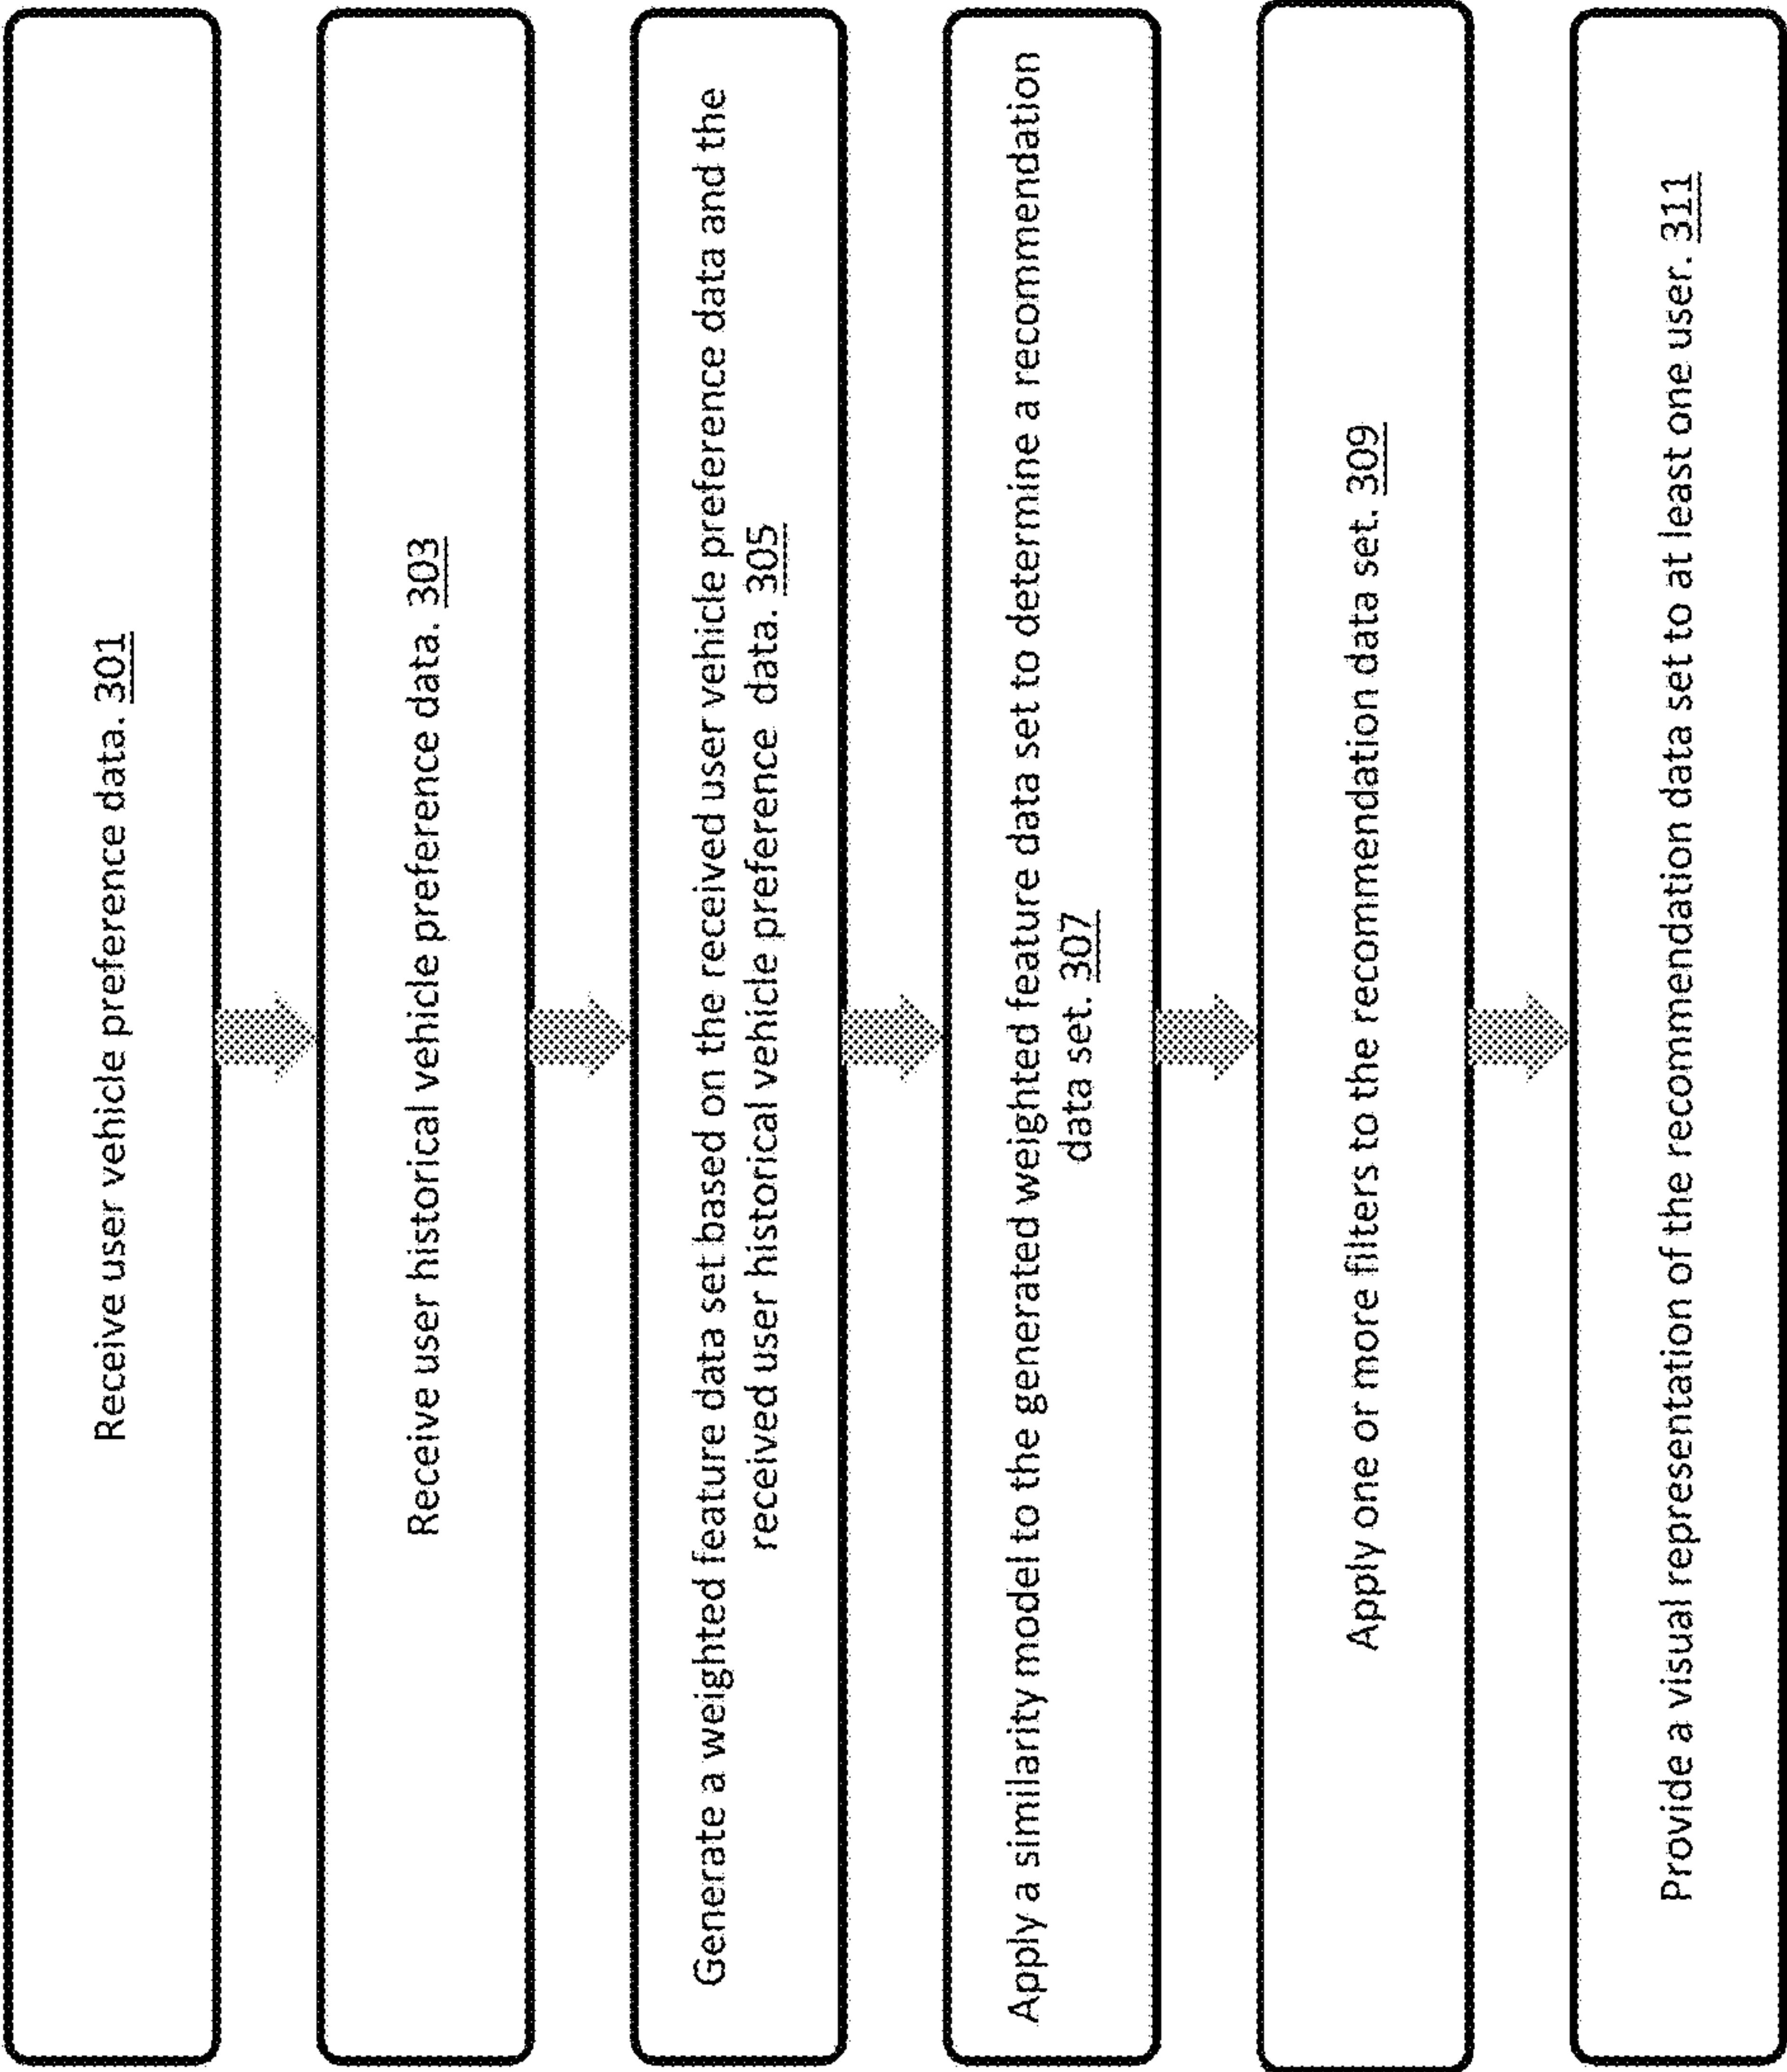 Receive user vehicle preference data. 301
Receive user historical vehicle preference data. 303
Generate a weighted feature data set based on the received user vehicle preference data and the
received user historical vehicle preference data. 305
Apply a similarity model to the generated weighted feature data set to determine a recommendation
data set. 307
Apply one or more filters to the recommendation data set. 309
Provide a visual representation of the recommendation data set to at least one user. 311